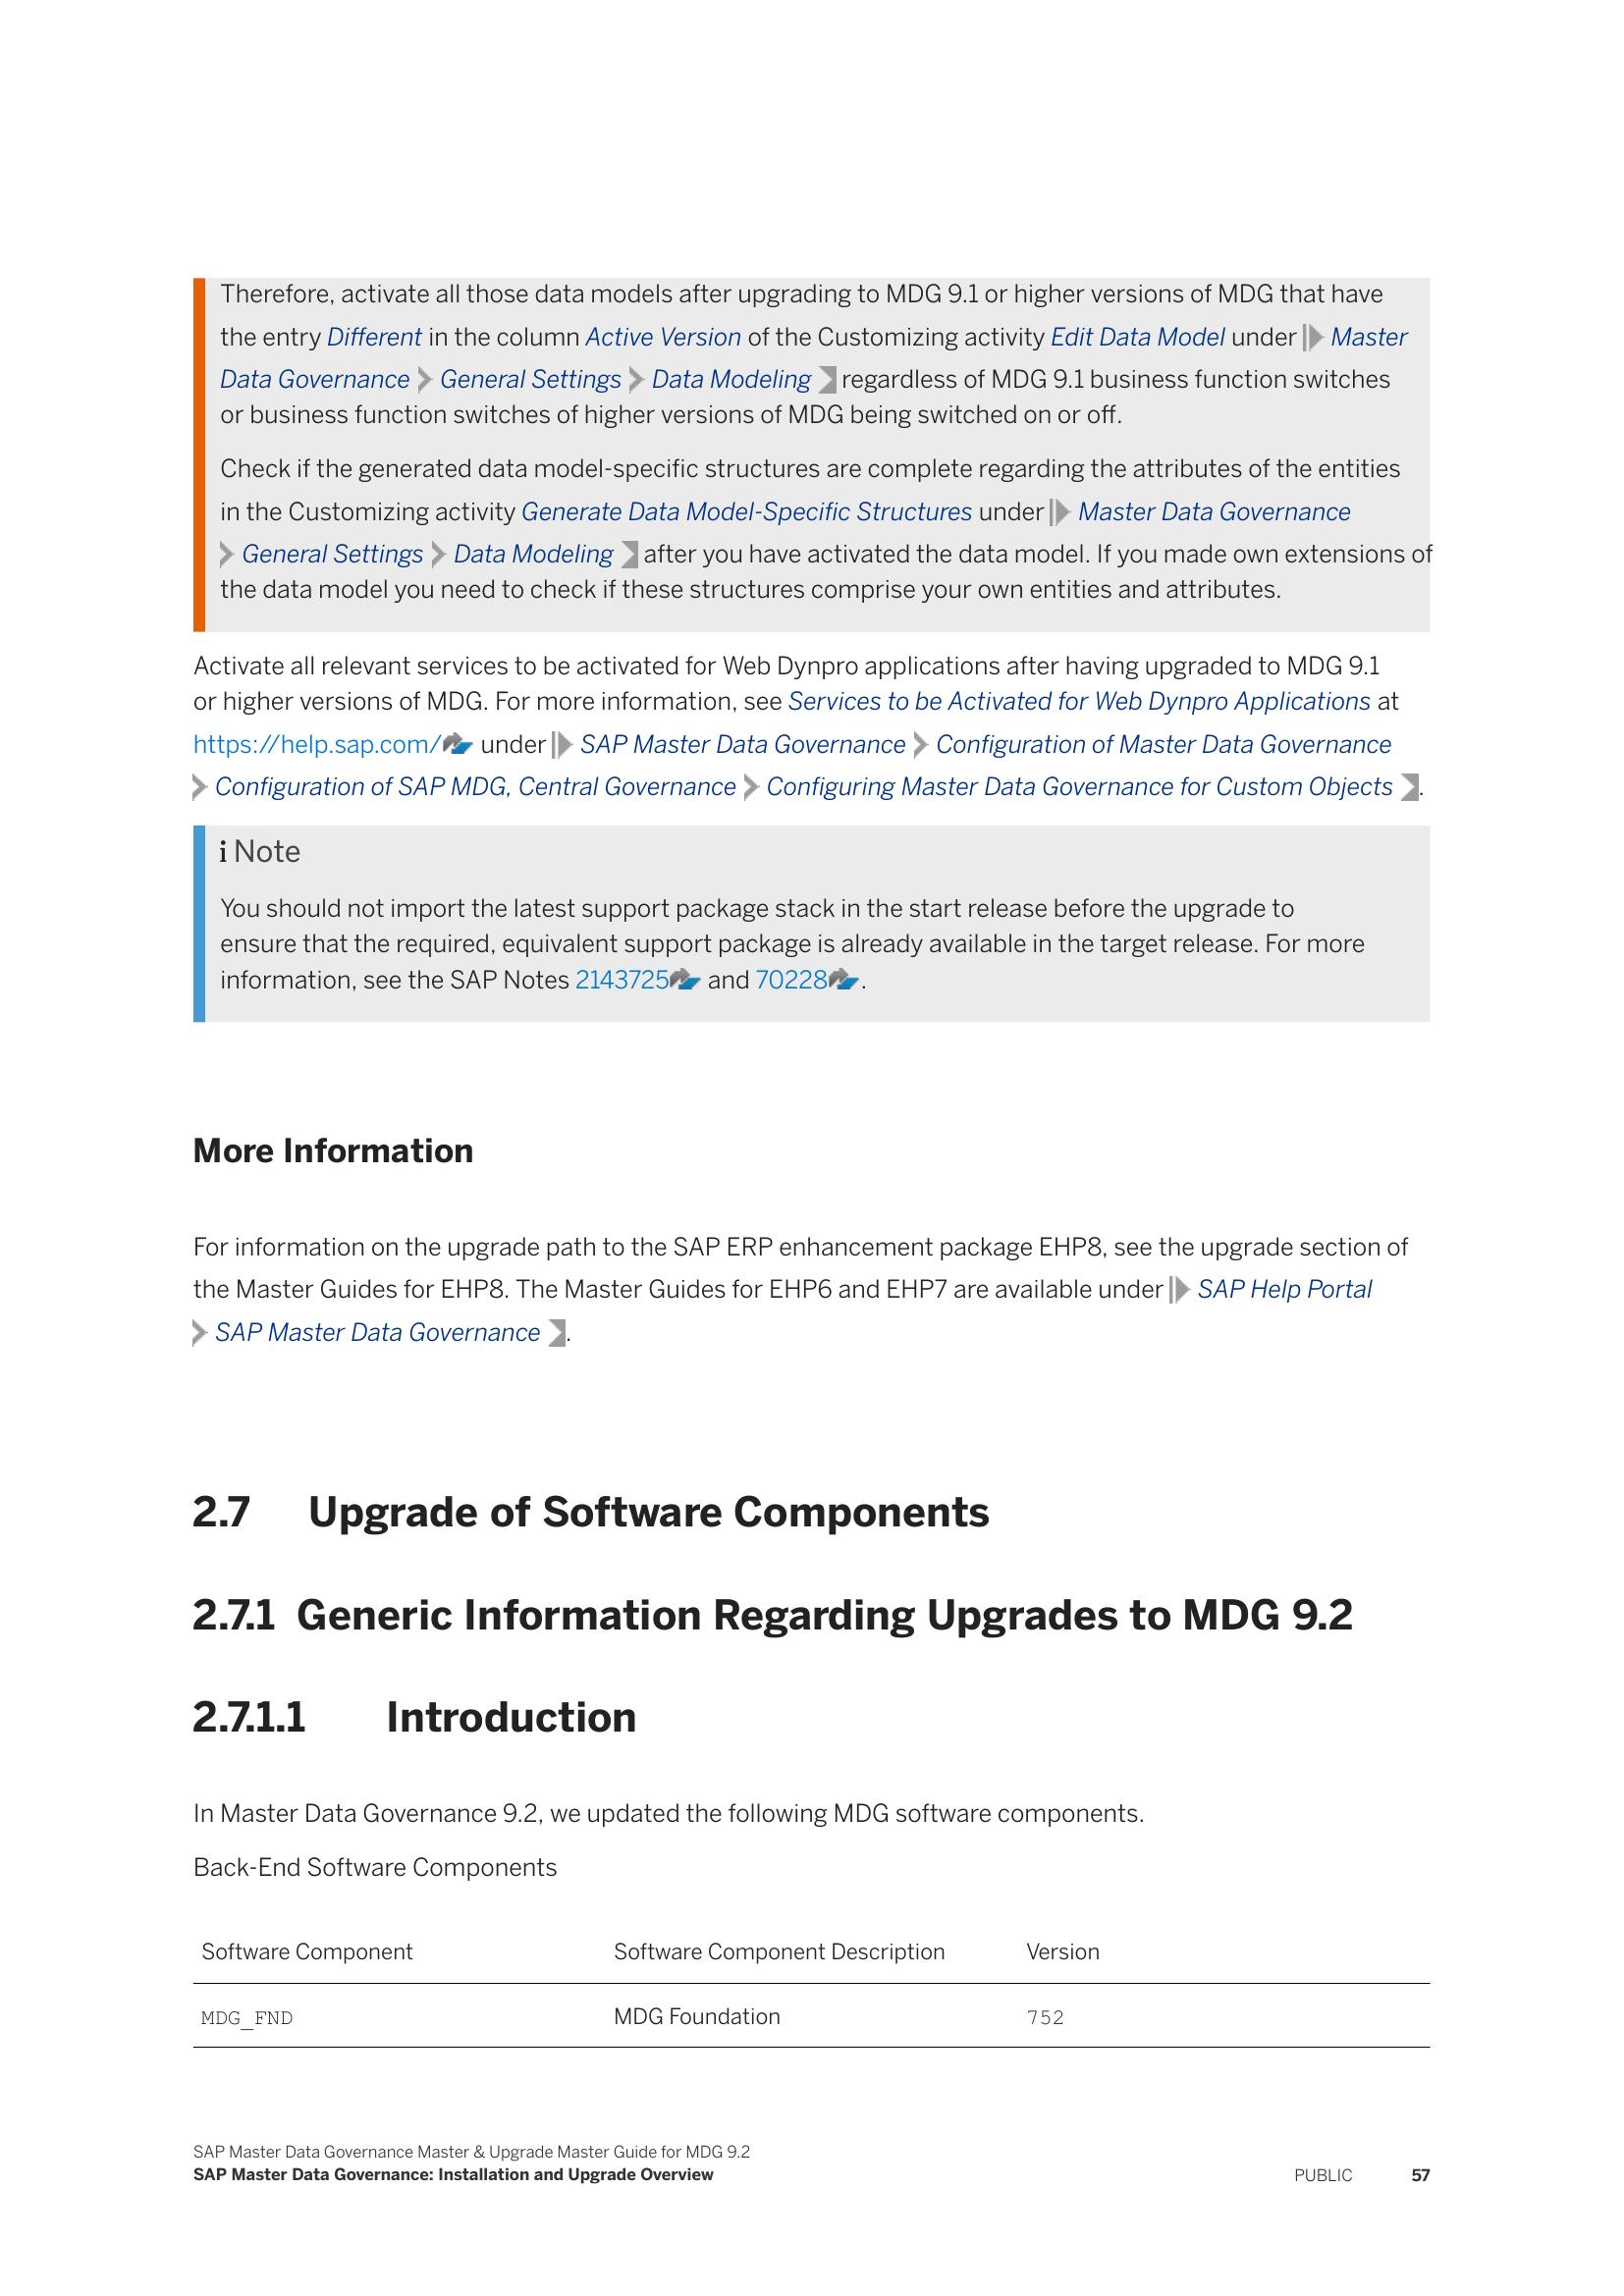 Therefore, activate all those data models after upgrading to MDG 9.1 or higher versions of MDG that have
the entry Different in the column Active Version of the Customizing activity Edit Data Model under Master
Data Governance General Settings Data Modeling regardless of MDG 9.1 business function switches
or business function switches of higher versions of MDG being switched on or off.
Check if the generated data model-specific structures are complete regarding the attributes of the entities
in the Customizing activity Generate Data Model-Specific Structures under Master Data Governance
General Settings Data Modeling after you have activated the data model. If you made own extensions of
the data model you need to check if these structures comprise your own entities and attributes.
Activate all relevant services to be activated for Web Dynpro applications after having upgraded to MDG 9.1
or higher versions of MDG. For more information, see Services to be Activated for Web Dynpro Applications at
https://help.sap.com/ under SAP Master Data Governance Configuration of Master Data Governance
Configuration of SAP MDG, Central Governance Configuring Master Data Governance for Custom Objects .
i Note
You should not import the latest support package stack in the start release before the upgrade to
ensure that the required, equivalent support package is already available in the target release. For more
information, see the SAP Notes 2143725 and 70228 .
More Information
For information on the upgrade path to the SAP ERP enhancement package EHP8, see the upgrade section of
the Master Guides for EHP8. The Master Guides for EHP6 and EHP7 are available under SAP Help Portal
SAP Master Data Governance .
2.7 Upgrade of Software Components
2.7.1 Generic Information Regarding Upgrades to MDG 9.2
2.7.1.1 Introduction
In Master Data Governance 9.2, we updated the following MDG software components.
Back-End Software Components
Software Component Software Component Description Version
MDG_FND MDG Foundation 752
SAP Master Data Governance Master & Upgrade Master Guide for MDG 9.2
SAP Master Data Governance: Installation and Upgrade Overview PUBLIC 57